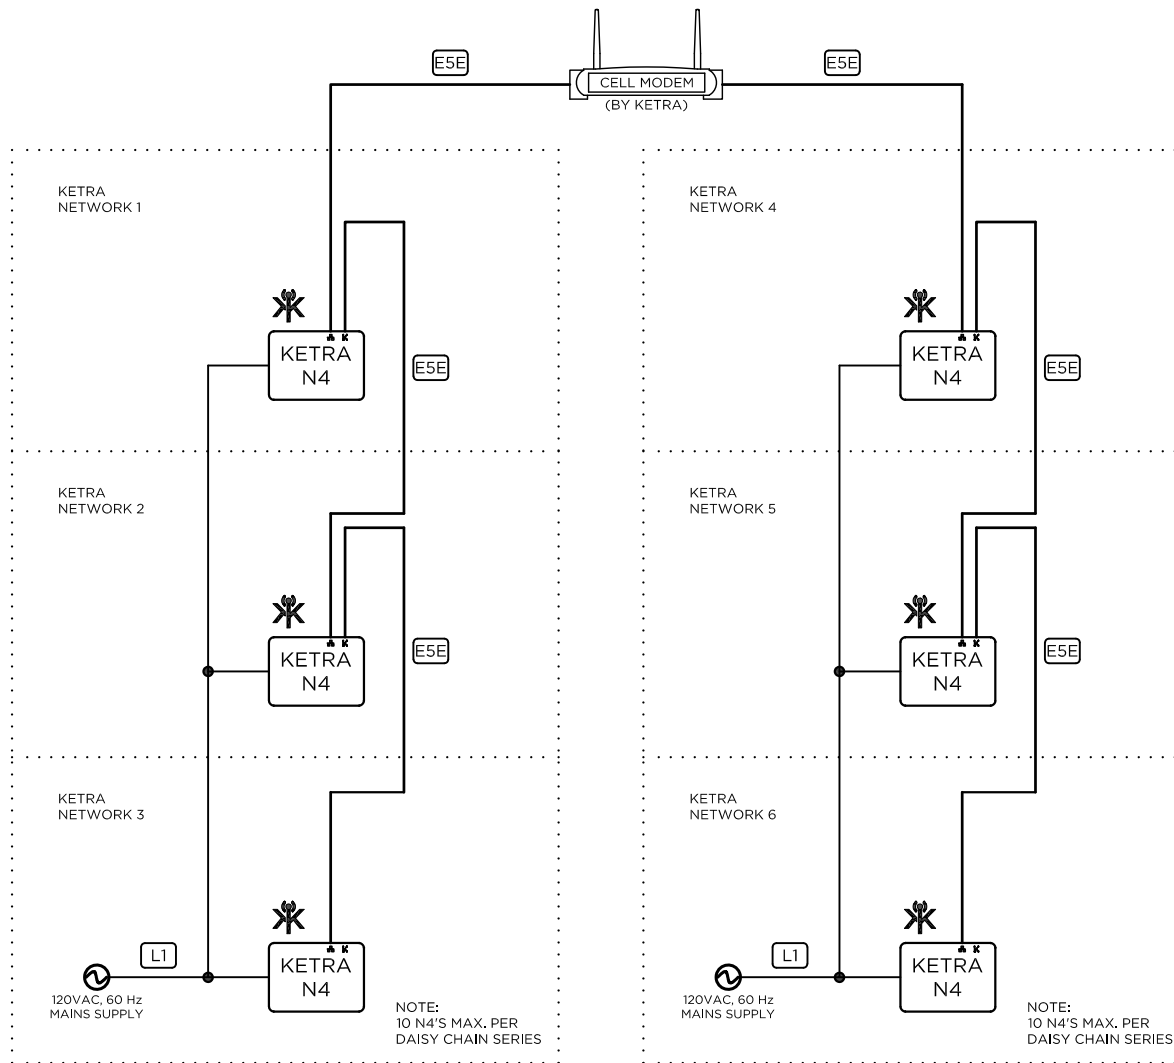 E5E
E5E
CELL MODEM
(BY KETRA)
KETRA
NETWORK 1
KETRA
N4
E5E
KETRA
NETWORK 2
KETRA
N4
E5E
KETRA
NETWORK 3
KETRA
N4
L1
120VAC, 60 Hz
MAINS SUPPLY
NOTE:
10 N4'S MAX. PER
DAISY CHAIN SERIES
KETRA
NETWORK 4
KETRA
N4
E5E
KETRA
NETWORK 5
KETRA
N4
E5E
KETRA
NETWORK 6
KETRA
N4
L1
120VAC, 60 Hz
MAINS SUPPLY
NOTE:
10 N4'S MAX. PER
DAISY CHAIN SERIES